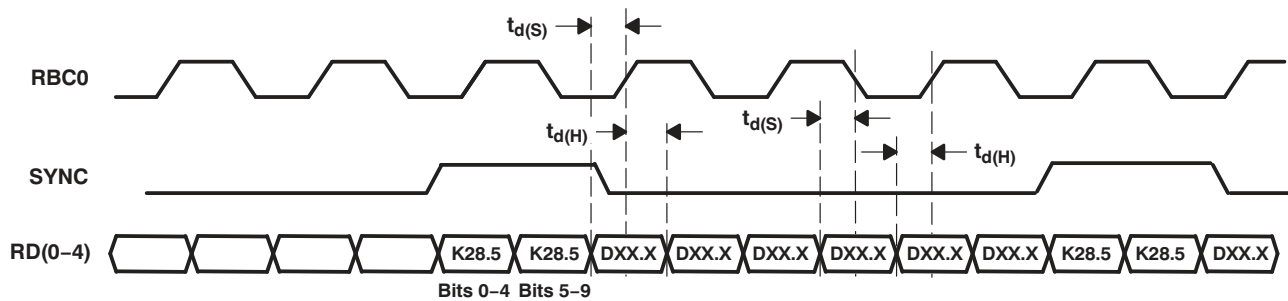 t_d(S)
RBC0
t_d(H)
t_d(S)
t_d(H)
SYNC
RD(0–4) K28.5 K28.5 DXX.X DXX.X DXX.X DXX.X DXX.X DXX.X K28.5 K28.5 DXX.X
Bits 0–4 Bits 5–9